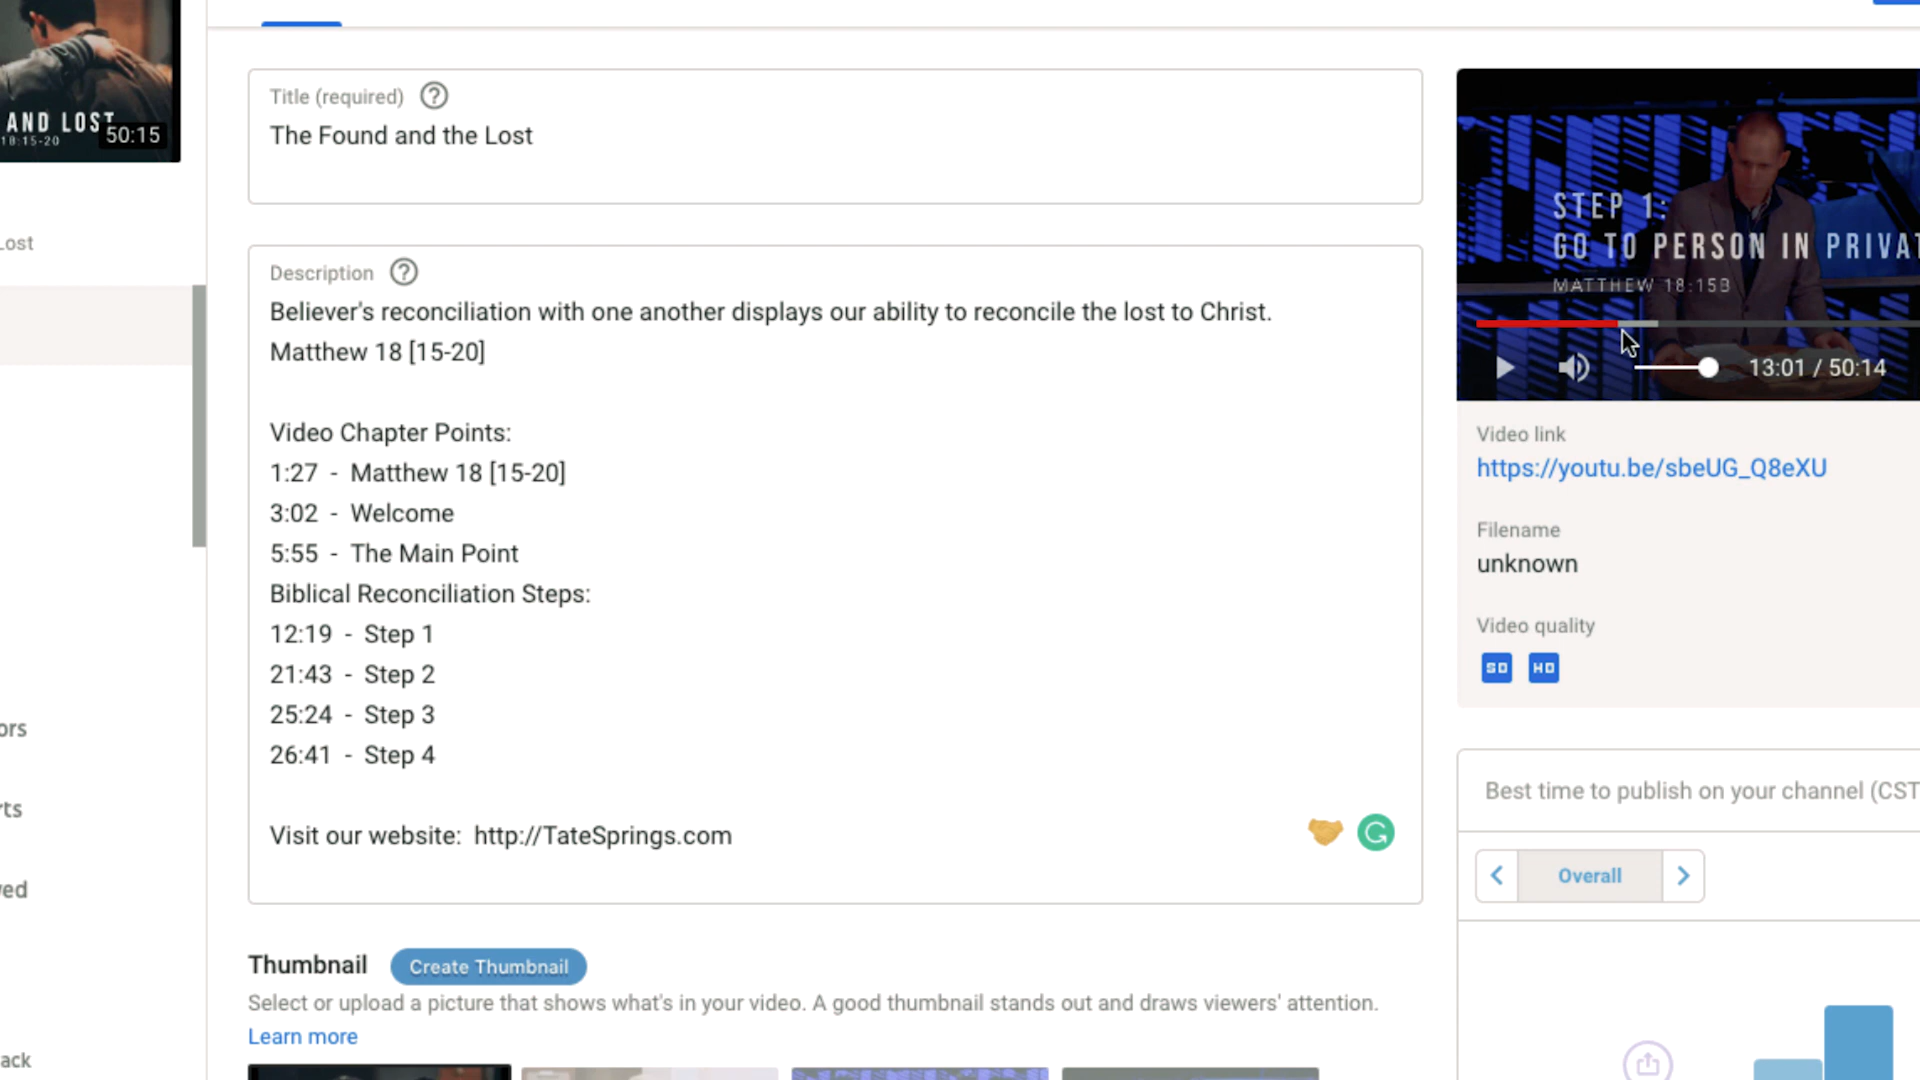 AND LOST
18:15-20
50:15
Lost
ors
rts
ved
ack
Title (required)
The Found and the Lost
Description
Believer's reconciliation with one another displays our ability to reconcile the lost to Christ.
Matthew 18 [15-20]
Video Chapter Points:
1:27 - Matthew 18 [15-20]
3:02 - Welcome
5:55 - The Main Point
Biblical Reconciliation Steps:
12:19 - Step 1
21:43 - Step 2
25:24 - Step 3
26:41 - Step 4
Visit our website: http://TateSprings.com
Thumbnail
Create Thumbnail
Select or upload a picture that shows what's in your video. A good thumbnail stands out and draws viewers' attention.
Learn more
STEP 1:
GO TO PERSON IN PRIVAT
MATTHEW 18:15B
13:01 / 50:14
Video link
https://youtu.be/sbeUG_Q8eXU
Filename
unknown
Video quality
SD HD
Best time to publish on your channel (CST
Overall